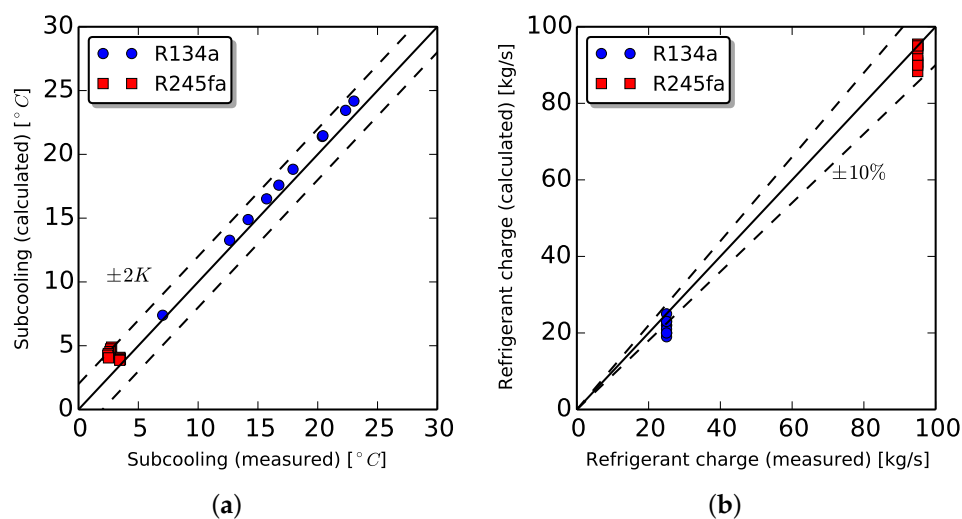 30
25
20
15
10
5
0
0 5 10 15 20 25 30
Subcooling (calculated) [°C]
Subcooling (measured) [°C]
R134a
R245fa
±2K
(a)
100
80
60
40
20
0
0 20 40 60 80 100
Refrigerant charge (calculated) [kg/s]
Refrigerant charge (measured) [kg/s]
R134a
R245fa
±10%
(b)